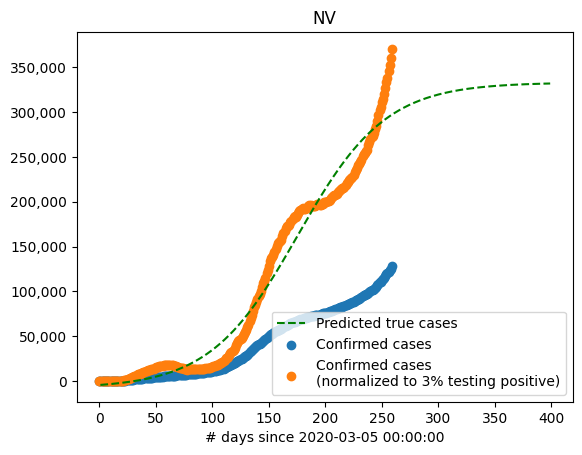 NV
350,000
300,000
250,000
200,000
150,000
100,000
50,000
0
Predicted true cases
Confirmed cases
Confirmed cases
(normalized to 3% testing positive)
0 50 100 150 200 250 300 350 400
# days since 2020-03-05 00:00:00